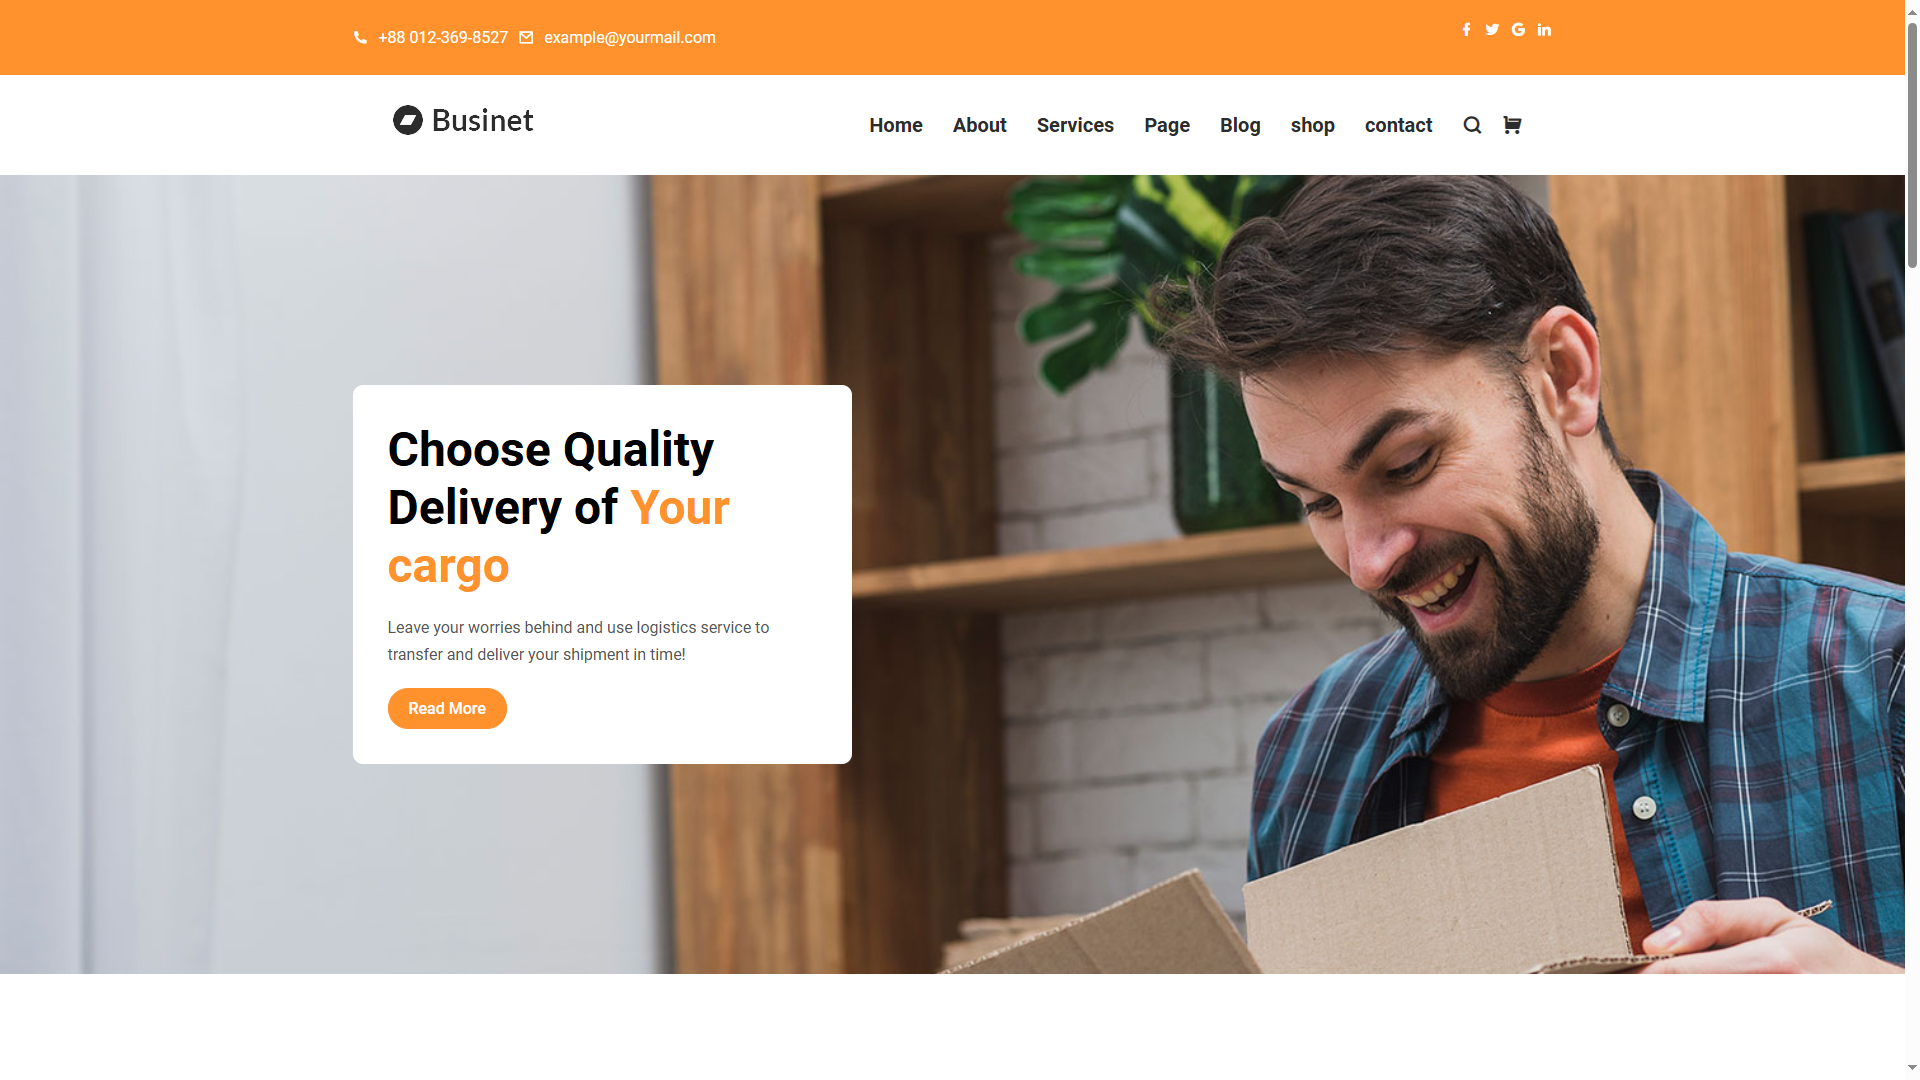 +88 012-369-8527 example@yourmail.com
Businet
Home About Services Page Blog shop contact
Choose Quality
Delivery of Your
cargo
Leave your worries behind and use logistics service to
transfer and deliver your shipment in time!
Read More